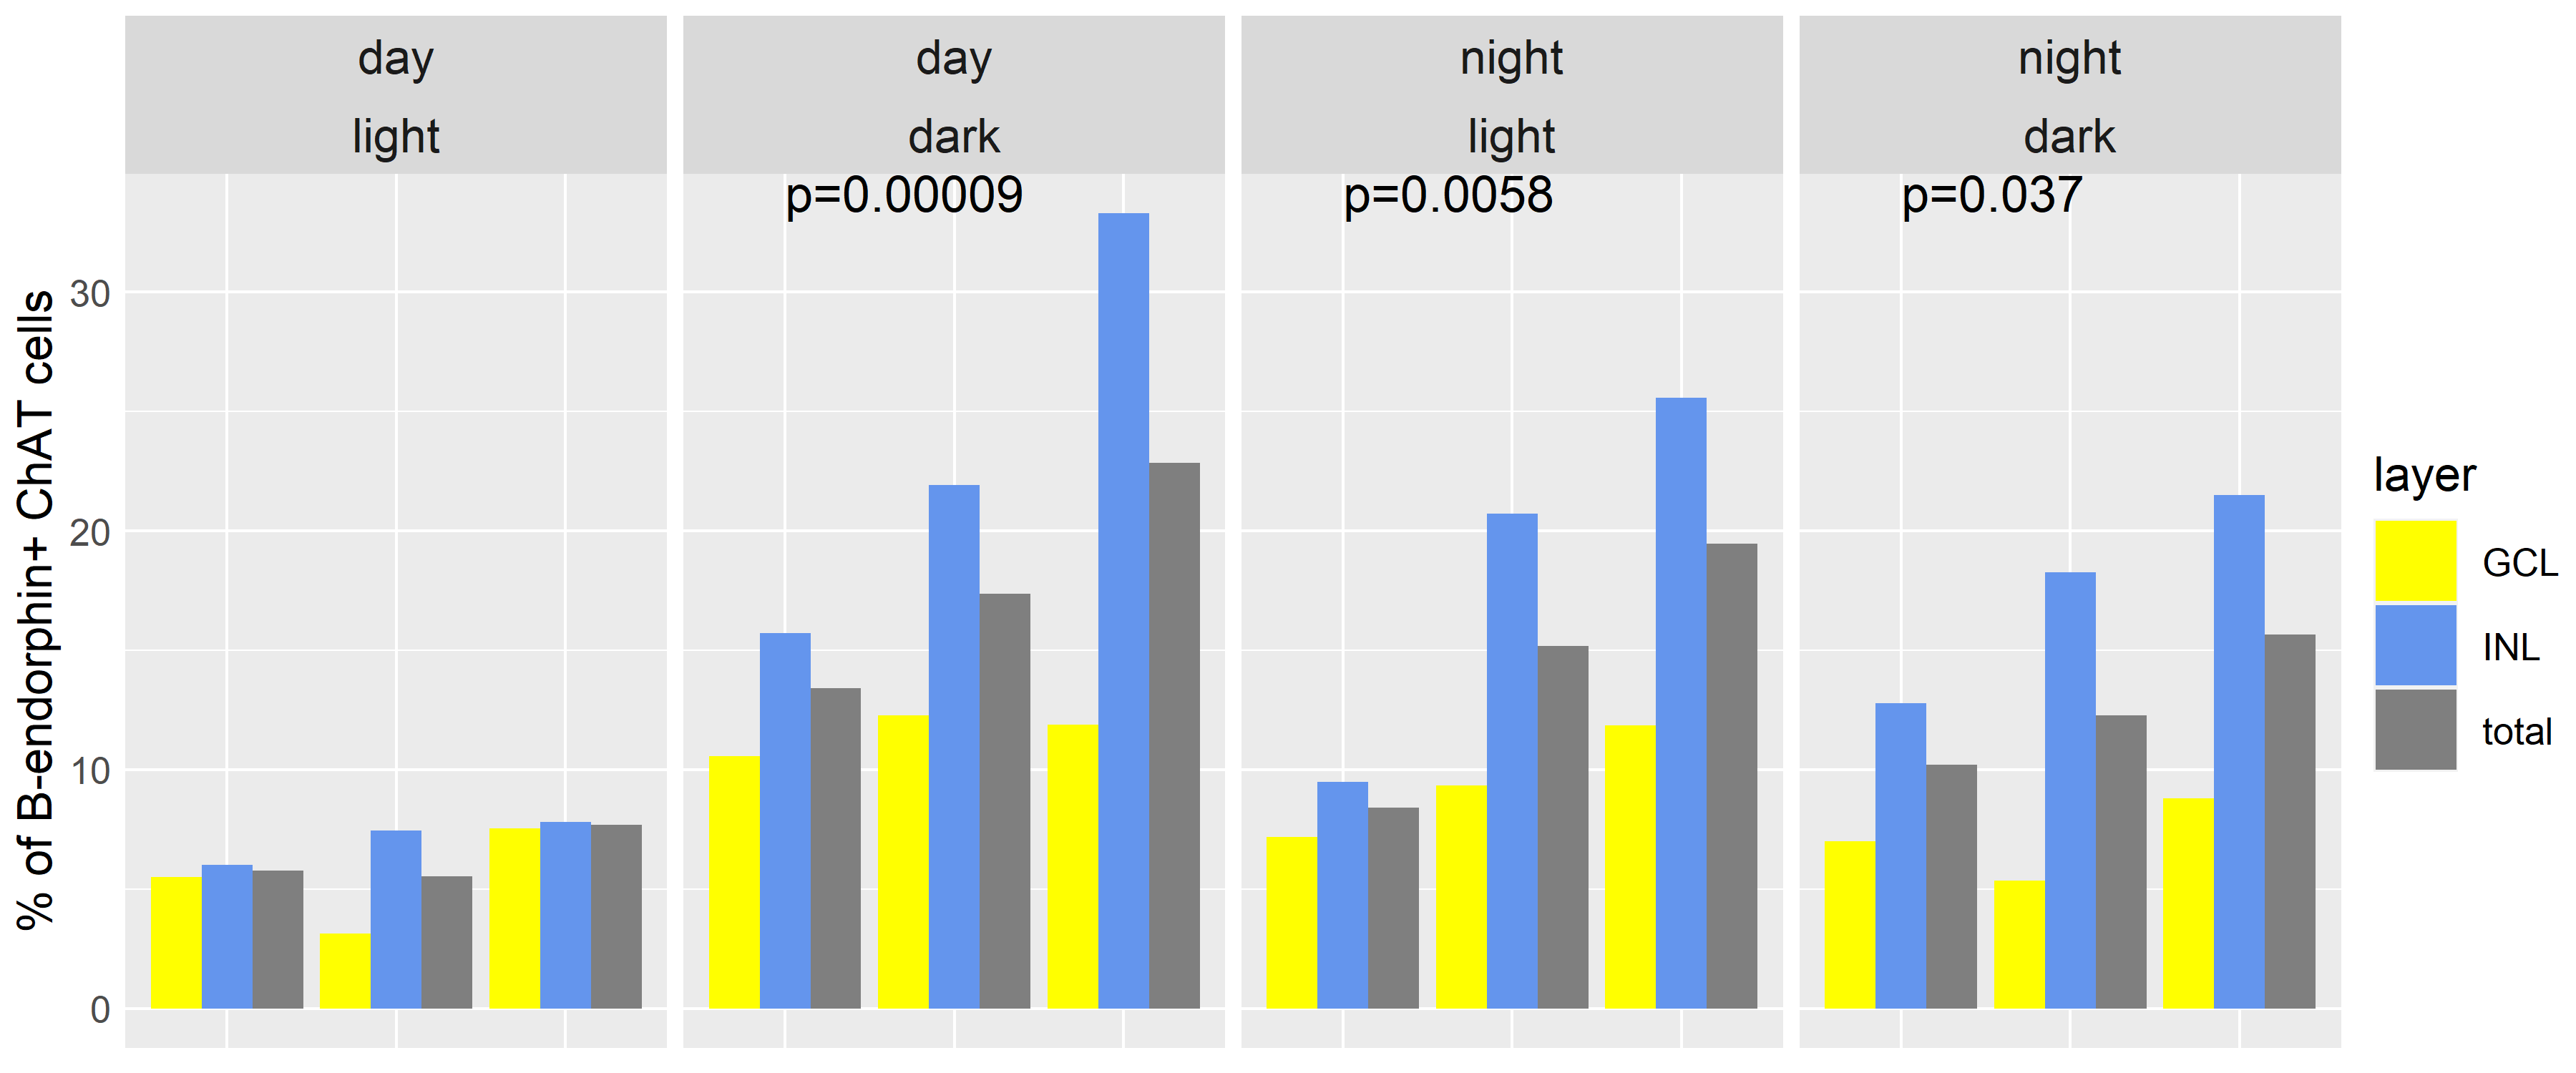 day
light
day
dark
night
light
night
dark
p=0.00009
p=0.0058
p=0.037
% of B-endorphin+ ChAT cells
30
20
10
0
layer
GCL
INL
total